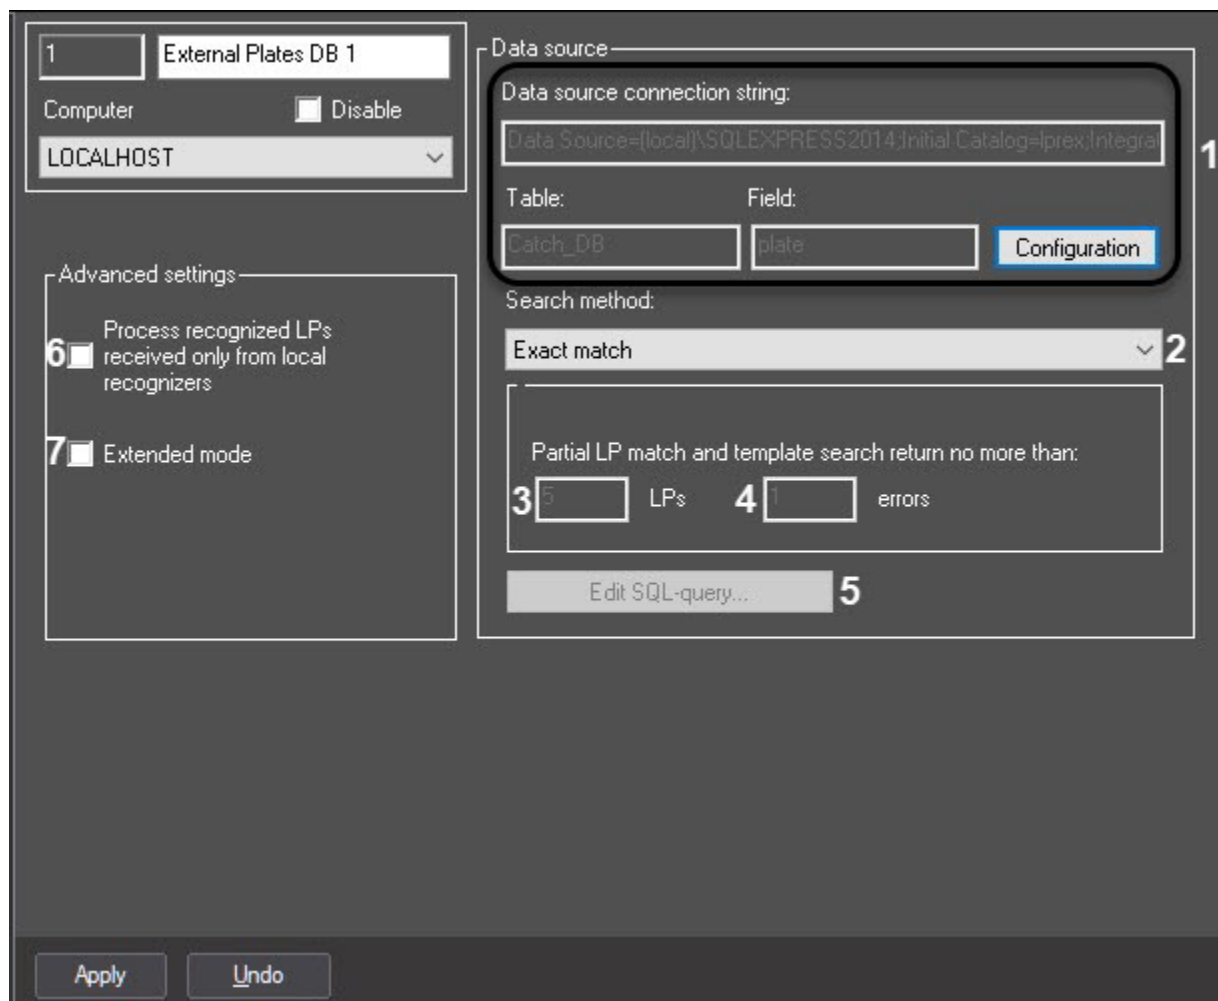 1
External Plates DB 1
Computer
Disable
LOCALHOST
Advanced settings
6
Process recognized LPs
received only from local
recognizers
7
Extended mode
Data source
Data source connection string:
Data Source=(local)\SQLEXPRESS2014;Initial Catalog=lprex;Integrat
1
Table:
Field:
Catch_DB
plate
Configuration
Search method:
Exact match
2
Partial LP match and template search return no more than:
3
5
LPs
4
1
errors
Edit SQL-query...
5
Apply
Undo